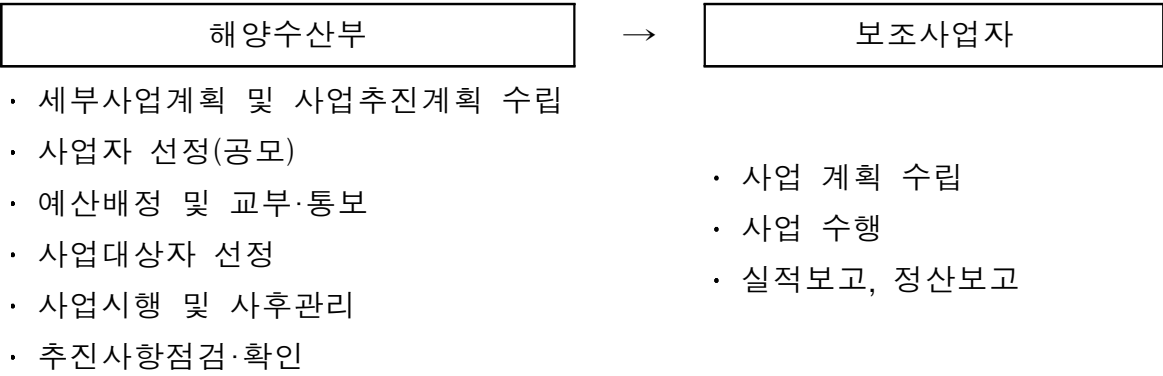 해양수산부 → 보조사업자
· 세부사업계획 및 사업추진계획 수립
· 사업자 선정(공모)
· 예산배정 및 교부·통보
· 사업대상자 선정
· 사업시행 및 사후관리
· 추진사항점검·확인
· 사업 계획 수립
· 사업 수행
· 실적보고, 정산보고